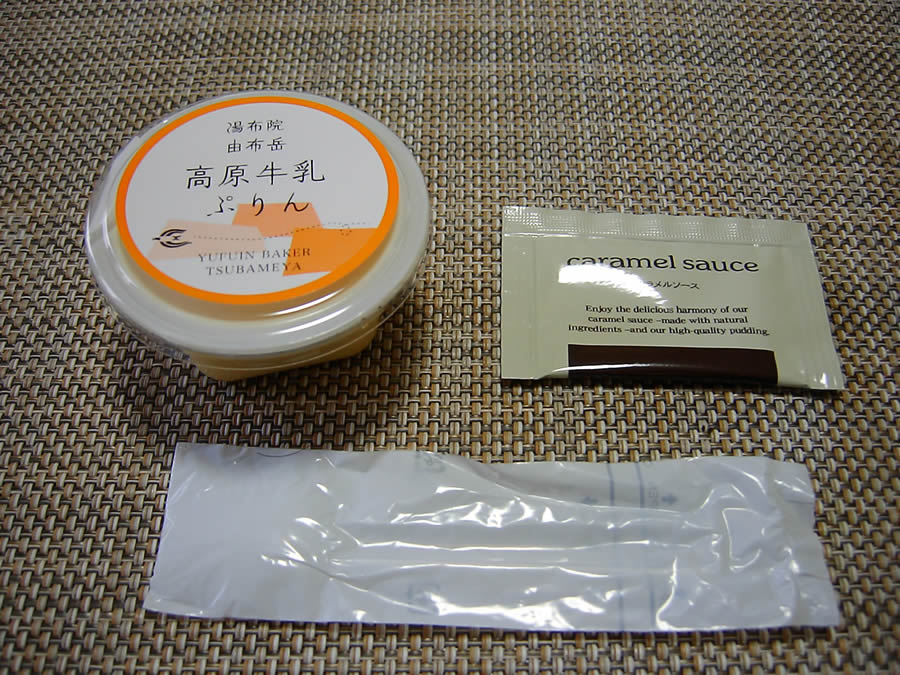 湯布院
由布岳
高原牛乳
ぷりん
YUFUIN BAKER
TSUBAMEYA
caramel sauce
メルソース
Enjoy the delicious harmony of our
caramel sauce –made with natural
ingredients –and our high-quality pudding.